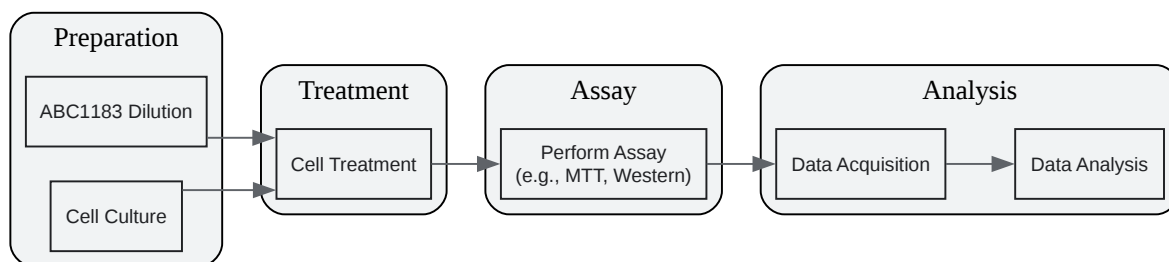 Preparation
ABC1183 Dilution
Cell Culture
Treatment
Cell Treatment
Assay
Perform Assay
(e.g., MTT, Western)
Analysis
Data Acquisition
Data Analysis